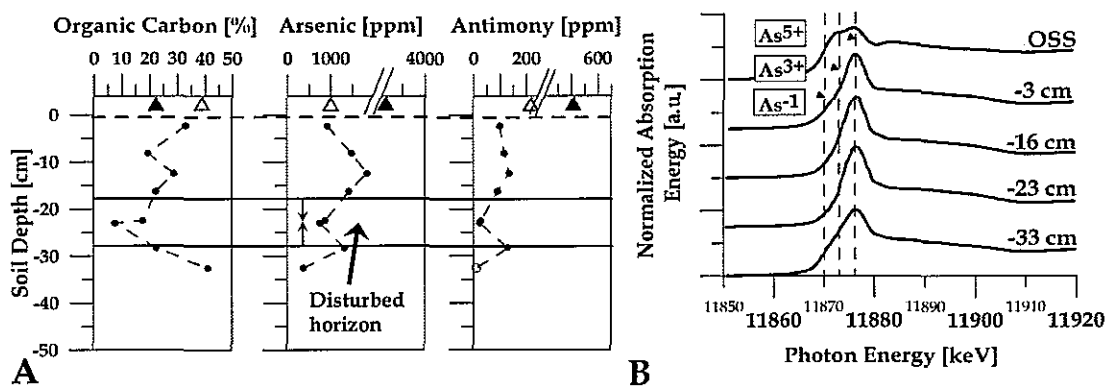 Organic Carbon [%]
0 10 20 30 40 50
Arsenic [ppm]
0 1000 4000
Antimony [ppm]
0 200 600
Soil Depth [cm]
0
-10
-20
-30
-40
-50
Disturbed
horizon
A
Normalized Absorption
Energy [a.u.]
As5+
As3+
As-1
OSS
-3 cm
-16 cm
-23 cm
-33 cm
11850 11860 11870 11880 11890 11900 11910 11920
Photon Energy [keV]
B